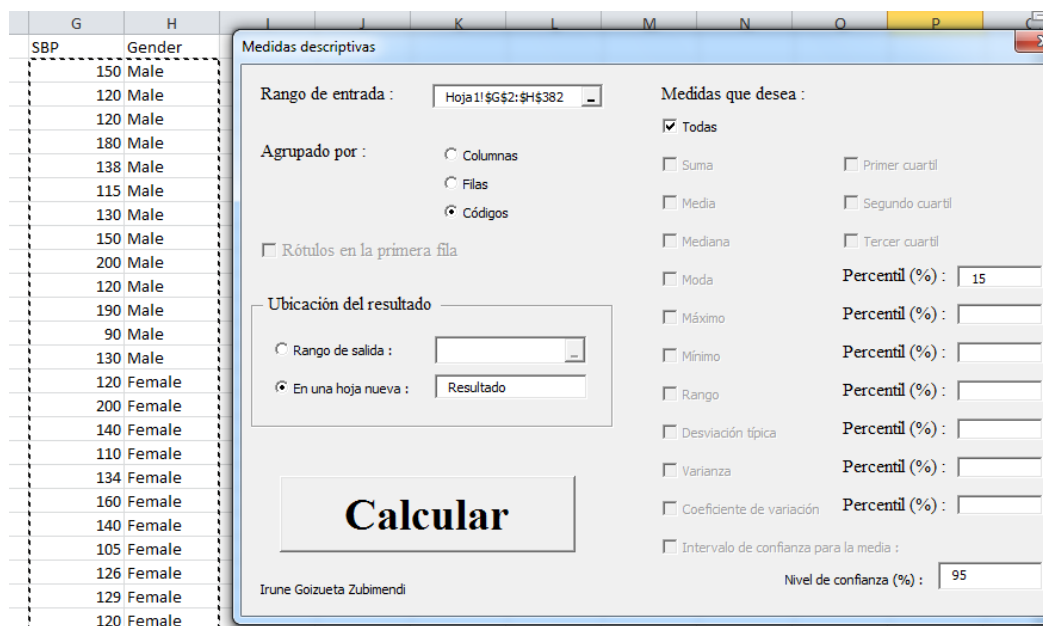 G H I J K L M N O P
SBP Gender
150 Male
120 Male
120 Male
180 Male
138 Male
115 Male
130 Male
150 Male
200 Male
120 Male
190 Male
90 Male
130 Male
120 Female
200 Female
140 Female
110 Female
134 Female
160 Female
140 Female
105 Female
126 Female
129 Female
120 Female
Medidas descriptivas
Rango de entrada :
Hoja1!$G$2:$H$382
Agrupado por :
Columnas
Filas
Códigos
Rótulos en la primera fila
Ubicación del resultado
Rango de salida :
En una hoja nueva :
Resultado
Calcular
Irune Goizueta Zubimendi
Medidas que desea :
Todas
Suma
Primer cuartil
Media
Segundo cuartil
Mediana
Tercer cuartil
Moda
Percentil (%) : 15
Máximo
Percentil (%) :
Mínimo
Percentil (%) :
Rango
Percentil (%) :
Desviación típica
Percentil (%) :
Varianza
Percentil (%) :
Coeficiente de variación
Percentil (%) :
Intervalo de confianza para la media :
Nivel de confianza (%) : 95